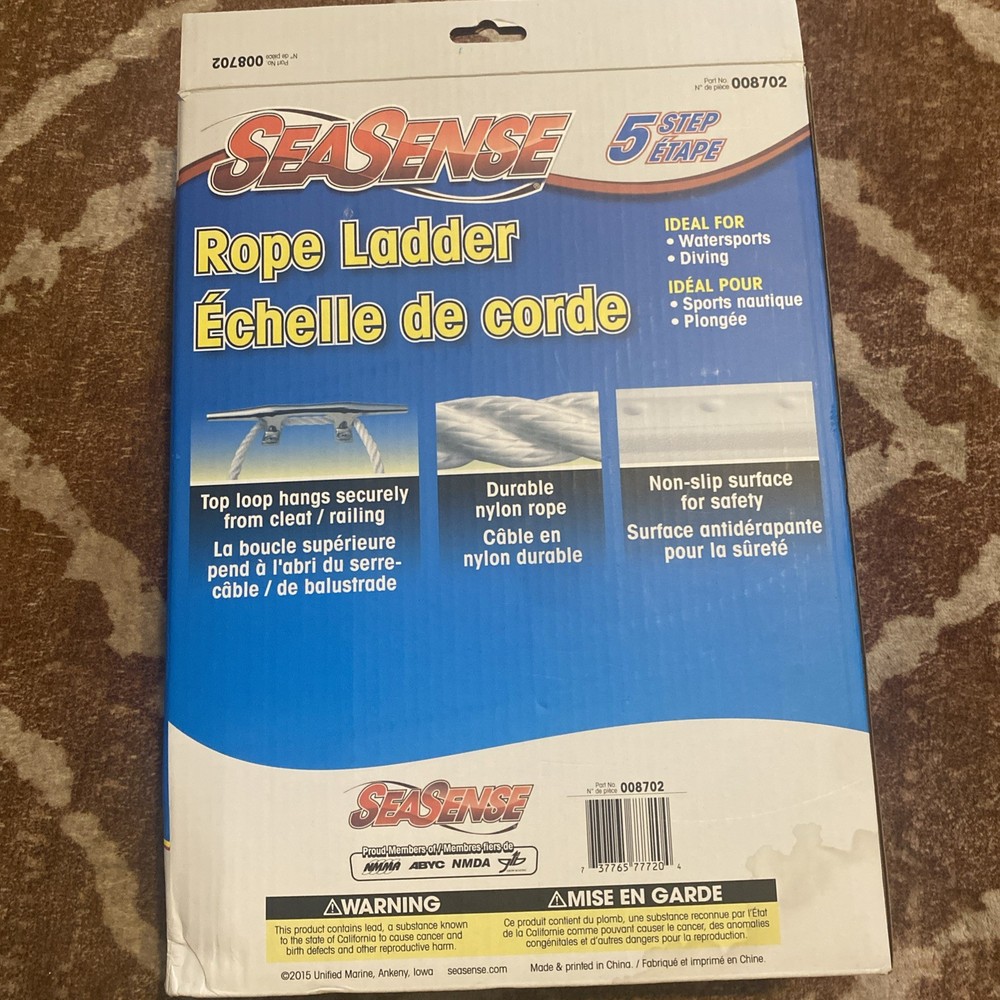 Part No.
N° de pièce 008702
Part No.
N° de pièce 008702
SEASENSE
5 STEP
ÉTAPE
Rope Ladder
Échelle de corde
IDEAL FOR
• Watersports
• Diving
IDÉAL POUR
• Sports nautique
• Plongée
Top loop hangs securely
from cleat / railing
La boucle supérieure
pend à l'abri du serre-
câble / de balustrade
Durable
nylon rope
Câble en
nylon durable
Non-slip surface
for safety
Surface antidérapante
pour la sûreté
SEASENSE
Proud Members of / Membres fiers de
NMMA ABYC NMDA
Part No.
N° de pièce 008702
7 37765 77720 4
WARNING
This product contains lead, a substance known
to the state of California to cause cancer and
birth defects and other reproductive harm.
MISE EN GARDE
Ce produit contient du plomb, une substance reconnue par l'État
de la Californie comme pouvant causer le cancer, des anomalies
congénitales et d'autres dangers pour la reproduction.
©2015 Unified Marine, Ankeny, Iowa seasense.com Made & printed in China. / Fabriqué et imprimé en Chine.